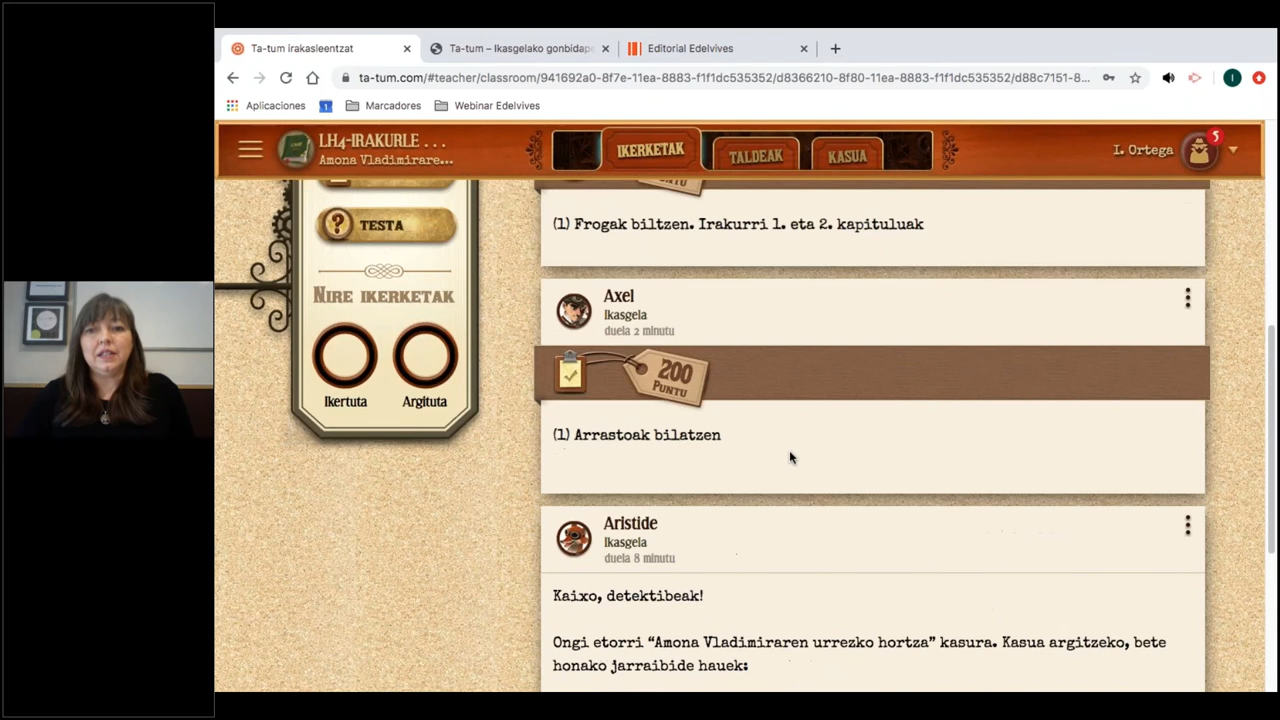 Ta-tum irakasleentzat
Ta-tum – Ikasgelako gonbidape
Editorial Edelvives
ta-tum.com/#teacher/classroom/941692a0-8f7e-11ea-8883-f1f1dc535352/d8366210-8f80-11ea-8883-f1f1dc535352/d88c7151-8...
Aplicaciones
1
Marcadores
Webinar Edelvives
I
LH4-IRAKURLE ...
Amona Vladimirare...
IKERKETAK
TALDEAK
KASUA
I. Ortega
5
PUNTU
? TESTA
(1) Frogak biltzen. Irakurri 1. eta 2. kapituluak
NIRE IKERKETAK
Ikertuta
Argituta
Axel
Ikasgela
duela 2 minutu
200
PUNTU
(1) Arrastoak bilatzen
Aristide
Ikasgela
duela 8 minutu
Kaixo, detektibeak!
Ongi etorri “Amona Vladimiraren urrezko hortza” kasura. Kasua argitzeko, bete
honako jarraibide hauek: